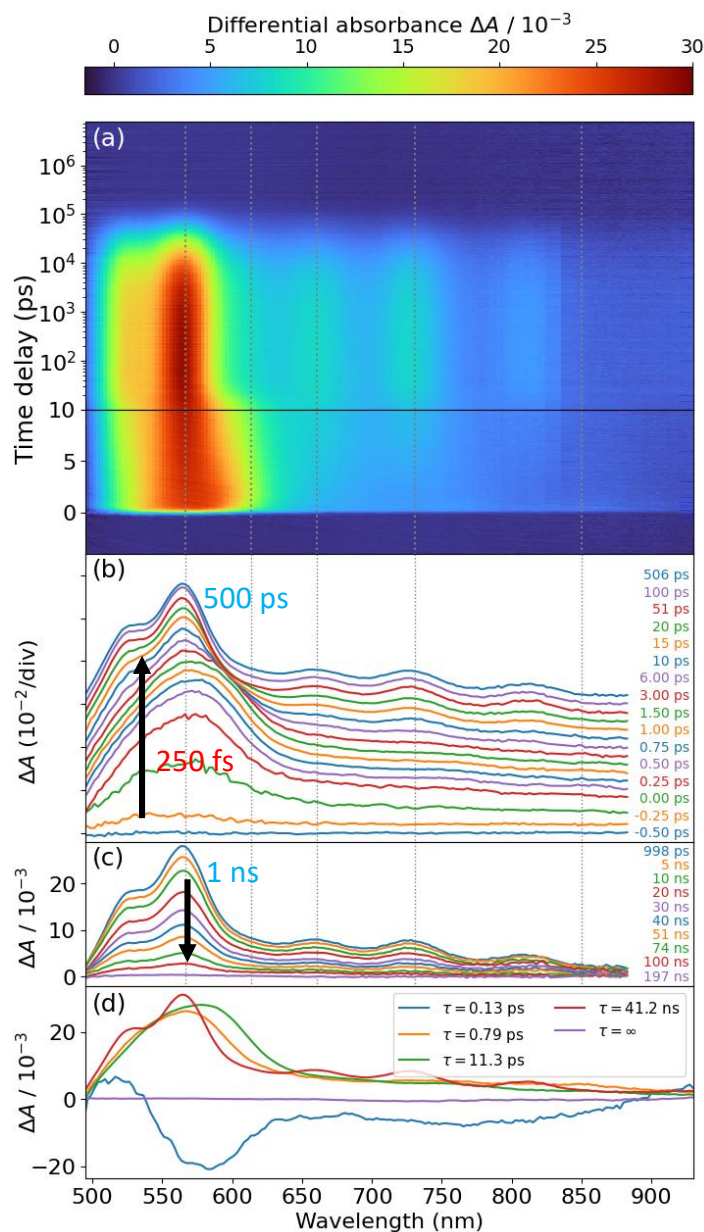 Differential absorbance ΔA / 10⁻³
0 5 10 15 20 25 30
(a)
Time delay (ps)
10⁶
10⁵
10⁴
10³
10²
10
5
0
(b)
ΔA (10⁻²/div)
500 ps
250 fs
506 ps
100 ps
51 ps
20 ps
15 ps
10 ps
6.00 ps
3.00 ps
1.50 ps
1.00 ps
0.75 ps
0.50 ps
0.25 ps
0.00 ps
-0.25 ps
-0.50 ps
(c)
ΔA / 10⁻³
20
10
0
1 ns
998 ps
5 ns
10 ns
20 ns
30 ns
40 ns
51 ns
74 ns
100 ns
197 ns
(d)
ΔA / 10⁻³
20
0
−20
τ = 0.13 ps
τ = 0.79 ps
τ = 11.3 ps
τ = 41.2 ns
τ = ∞
500 550 600 650 700 750 800 850 900
Wavelength (nm)